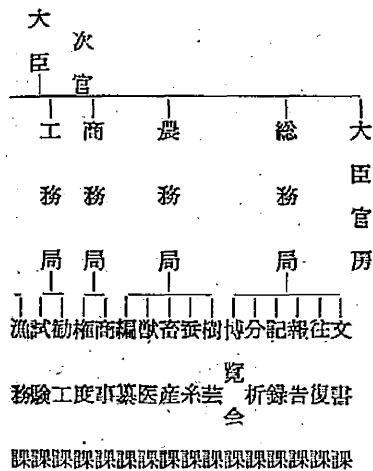 大臣
次官
大臣官房
総務局
農務局
商務局
工務局
文書課
往復課
報告課
記録課
分析課
博覧会課
樹芸課
蚕糸課
畜産課
獣医課
編纂課
商事課
権度課
勧工課
試験課
漁務課